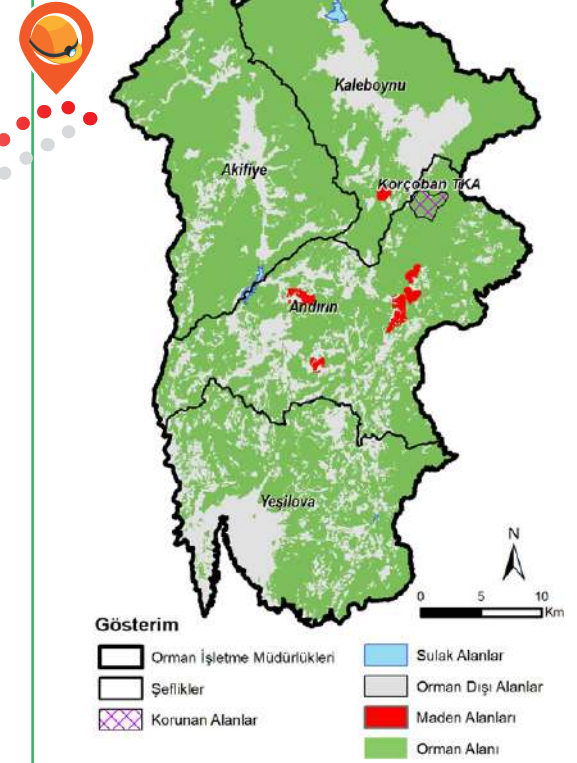 Kaleboynu
Akifiye
Korçoban TKA
Andırın
Yeşilova
N
0 5 10
Km
Gösterim
Orman İşletme Müdürlükleri
Şeflikler
Korunan Alanlar
Sulak Alanlar
Orman Dışı Alanlar
Maden Alanları
Orman Alanı